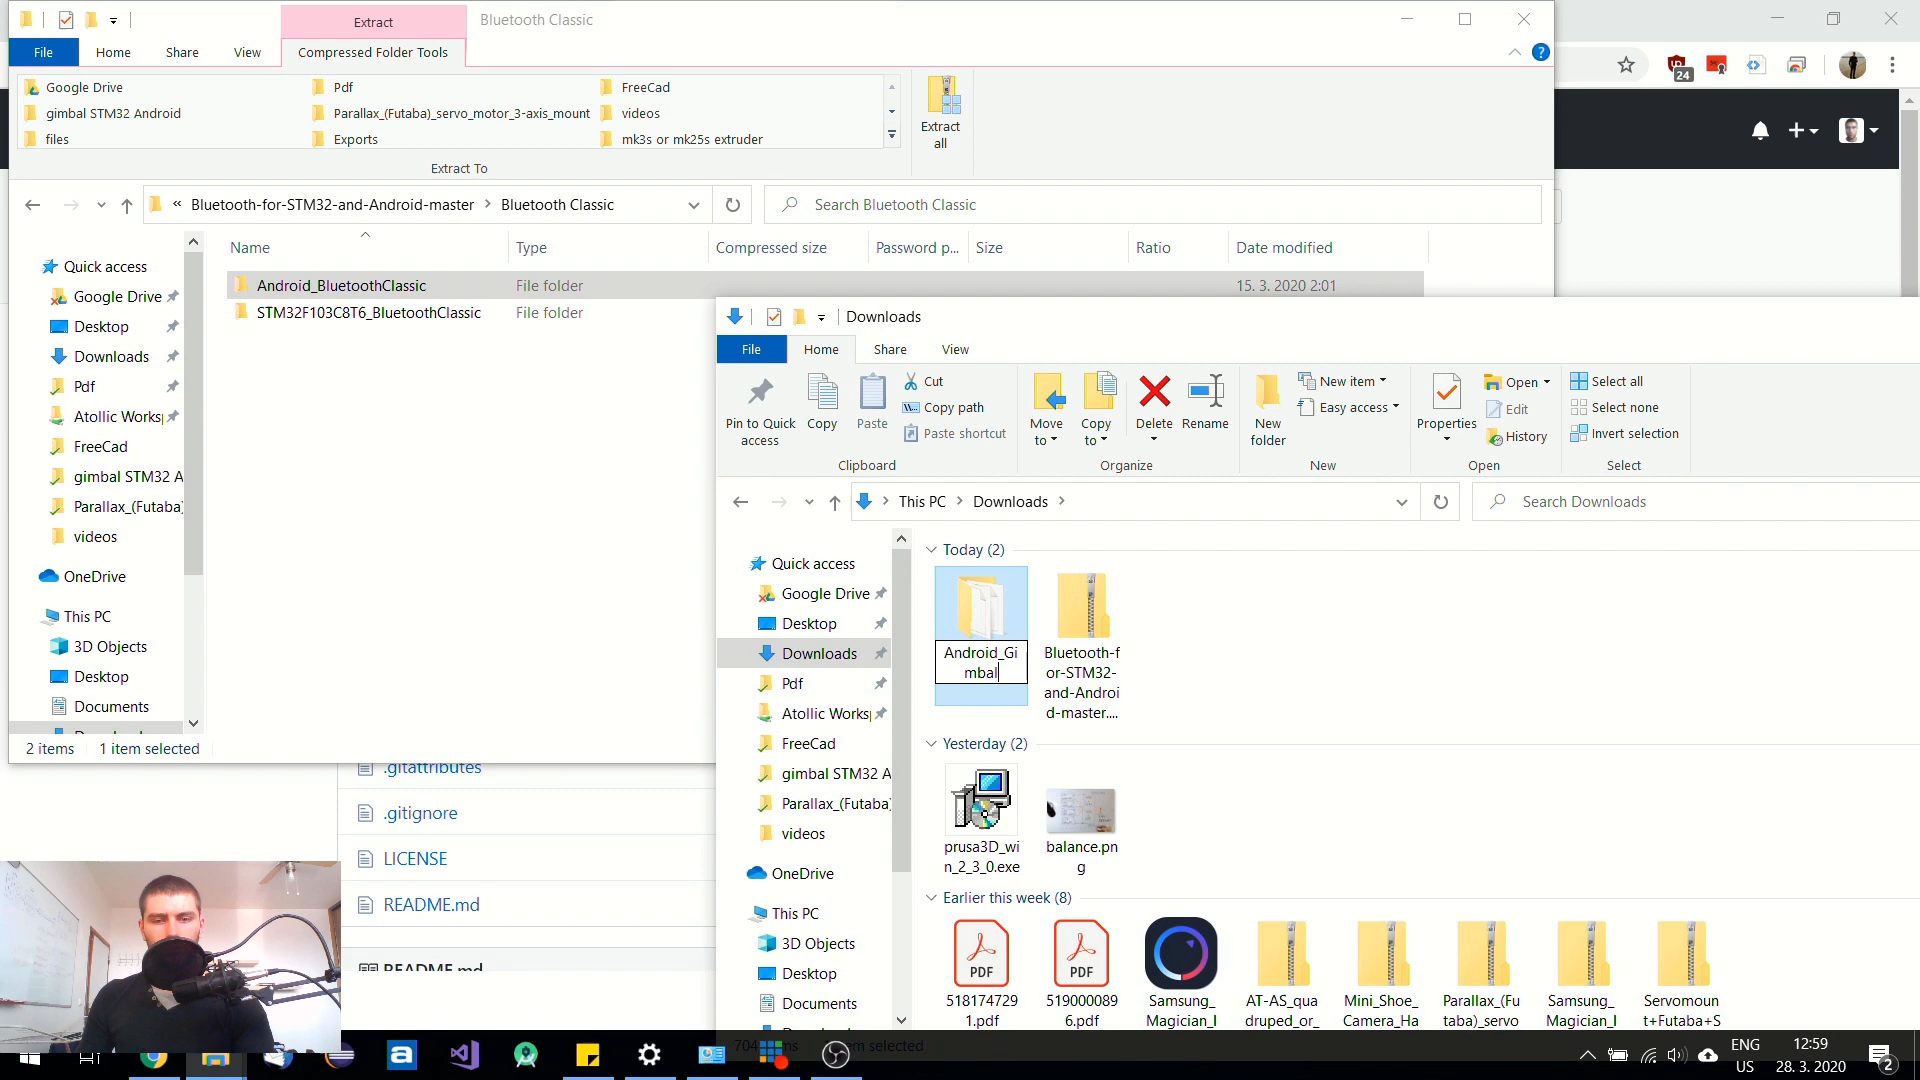 Extract
Bluetooth Classic
File
Home
Share
View
Compressed Folder Tools
Google Drive
Pdf
FreeCad
gimbal STM32 Android
Parallax_(Futaba)_servo_motor_3-axis_mount
videos
files
Exports
mk3s or mk25s extruder
Extract To
Extract
all
24
« Bluetooth-for-STM32-and-Android-master > Bluetooth Classic
Search Bluetooth Classic
Name
Type
Compressed size
Password p...
Size
Ratio
Date modified
Android_BluetoothClassic
File folder
15. 3. 2020 2:01
STM32F103C8T6_BluetoothClassic
File folder
Quick access
Google Drive
Desktop
Downloads
Pdf
Atollic Works
FreeCad
gimbal STM32 A
Parallax_(Futaba)
videos
OneDrive
This PC
3D Objects
Desktop
Documents
2 items
1 item selected
.gitattributes
.gitignore
LICENSE
README.md
README.md
Downloads
File
Home
Share
View
Pin to Quick
access
Copy
Paste
Cut
Copy path
Paste shortcut
Clipboard
Move
to
Copy
to
Delete
Rename
Organize
New
folder
New item
Easy access
New
Properties
Open
Edit
History
Open
Select all
Select none
Invert selection
Select
This PC > Downloads >
Search Downloads
Quick access
Google Drive
Desktop
Downloads
Pdf
Atollic Works
FreeCad
gimbal STM32 A
Parallax_(Futaba)
videos
OneDrive
This PC
3D Objects
Desktop
Documents
Today (2)
Android_Gi
mbal
Bluetooth-f
or-STM32-
and-Androi
d-master....
Yesterday (2)
prusa3D_wi
n_2_3_0.exe
balance.pn
g
Earlier this week (8)
PDF
518174729
1.pdf
PDF
519000089
6.pdf
Samsung_
Magician_I
AT-AS_qua
druped_or_
Mini_Shoe_
Camera_Ha
Parallax_(Fu
taba)_servo
Samsung_
Magician_I
Servomoun
t+Futaba+S
704
selected
ENG
US
12:59
28. 3. 2020
2